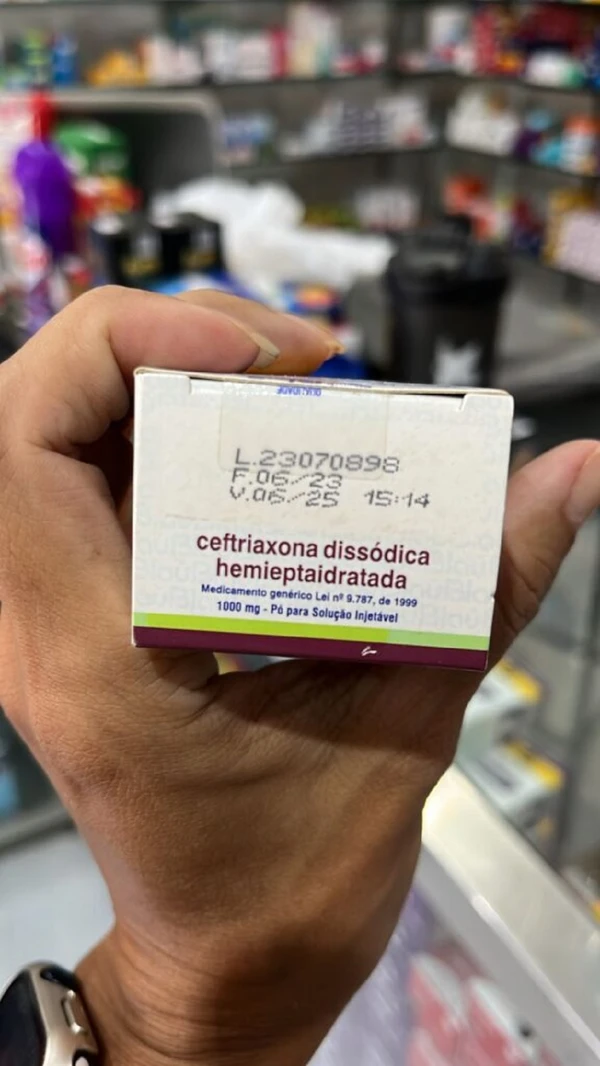 L.23070898
F.06/23
V.06/25 15:14
ceftriaxona dissódica
hemieptaidratada
Medicamento genérico Lei nº 9.787, de 1999
1000 mg - Pó para Solução Injetável